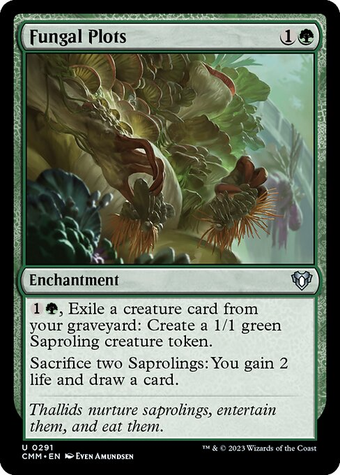 Fungal Plots 1
Enchantment
1 , Exile a creature card from
your graveyard: Create a 1/1 green
Saproling creature token.
Sacrifice two Saprolings: You gain 2
life and draw a card.
Thallids nurture saprolings, entertain
them, and eat them.
U 0291
CMM • EN Even Amundsen
™ & © 2023 Wizards of the Coast